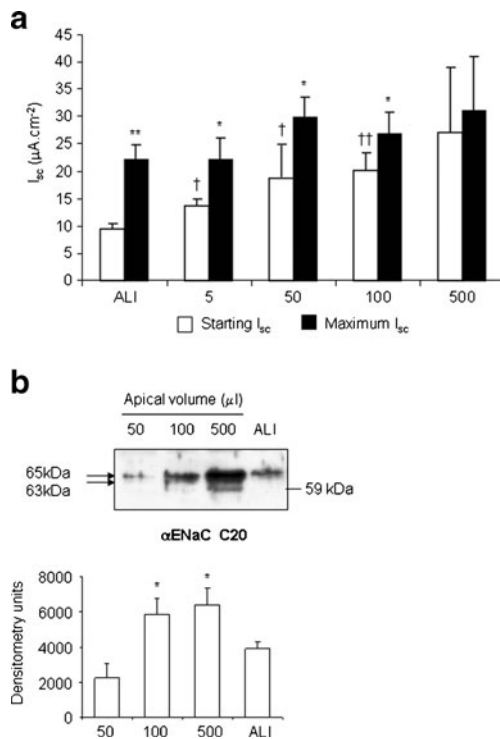 a
45
40
35
30
25
20
15
10
5
0
Isc (µA.cm-2)
** * † * † †† *
ALI 5 50 100 500
Starting Isc Maximum Isc
b
Apical volume (µl)
50 100 500 ALI
65kDa
63kDa
59 kDa
αENaC C20
8000
6000
4000
2000
0
Densitometry units
* *
50 100 500 ALI